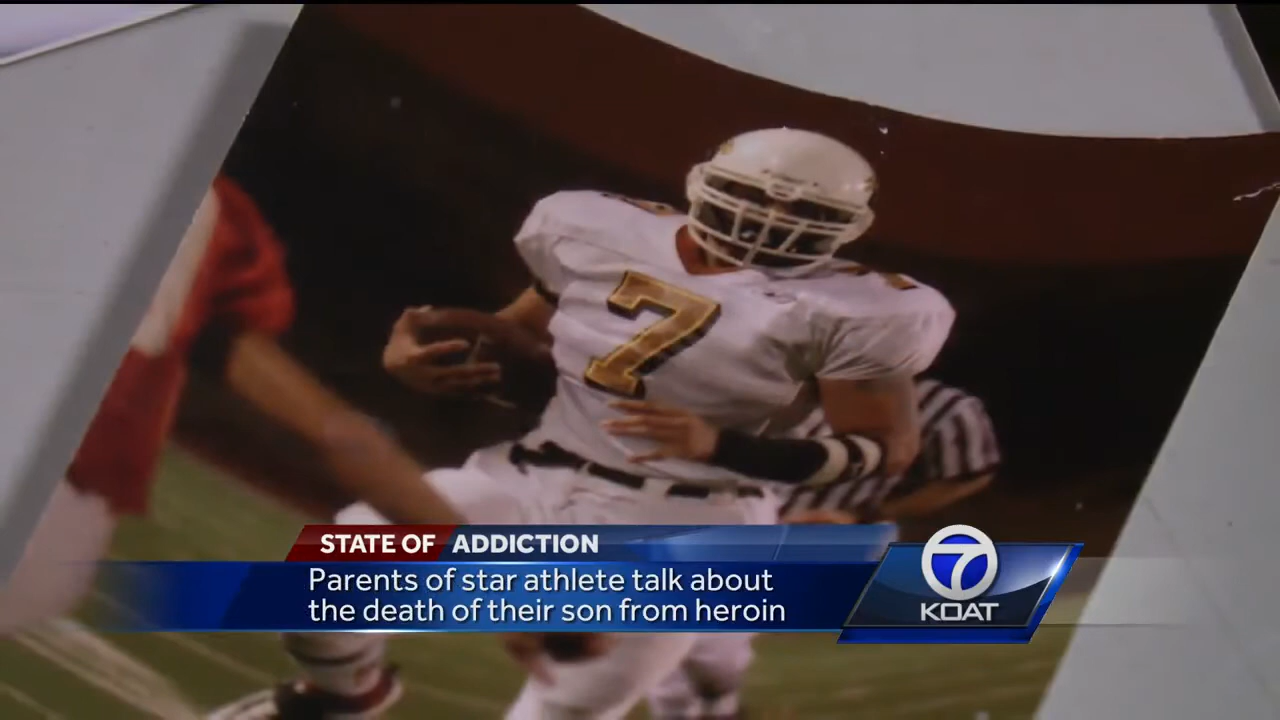 7
STATE OF ADDICTION
Parents of star athlete talk about
the death of their son from heroin
7
KOAT